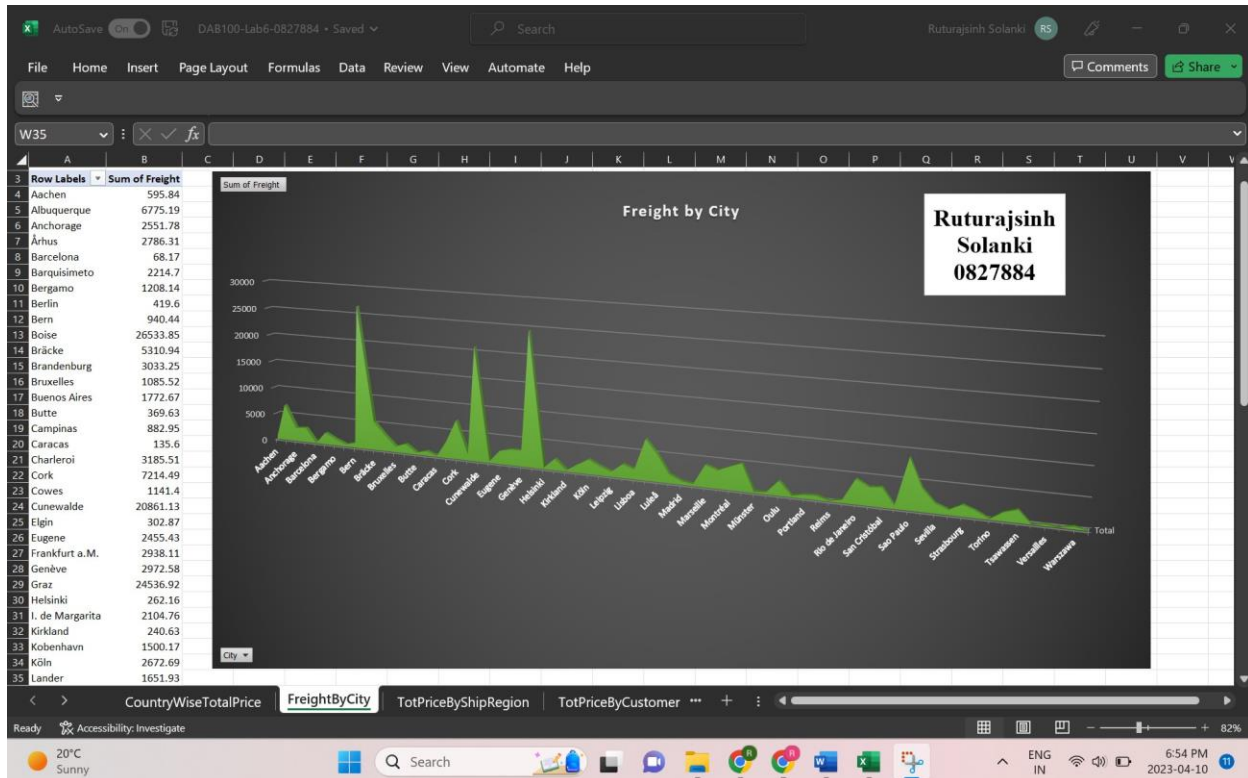 AutoSave On DAB100-Lab6-0827884 • Saved Search Ruturajsinh Solanki RS
File Home Insert Page Layout Formulas Data Review View Automate Help Comments Share
W35 fx
A B C D E F G H I J K L M N O P Q R S T U V
3 Row Labels Sum of Freight
4 Aachen 595.84
5 Albuquerque 6775.19
6 Anchorage 2551.78
7 Århus 2786.31
8 Barcelona 68.17
9 Barquisimeto 2214.7
10 Bergamo 1208.14
11 Berlin 419.6
12 Bern 940.44
13 Boise 26533.85
14 Bräcke 5310.94
15 Brandenburg 3033.25
16 Bruxelles 1085.52
17 Buenos Aires 1772.67
18 Butte 369.63
19 Campinas 882.95
20 Caracas 135.6
21 Charleroi 3185.51
22 Cork 7214.49
23 Cowes 1141.4
24 Cunewalde 20861.13
25 Elgin 302.87
26 Eugene 2455.43
27 Frankfurt a.M. 2938.11
28 Genève 2972.58
29 Graz 24536.92
30 Helsinki 262.16
31 I. de Margarita 2104.76
32 Kirkland 240.63
33 Kobenhavn 1500.17
34 Köln 2672.69
35 Lander 1651.93
Sum of Freight
Freight by City
Ruturajsinh
Solanki
0827884
30000
25000
20000
15000
10000
5000
0
Aachen
Anchorage
Barcelona
Bergamo
Bern
Bräcke
Bruxelles
Butte
Caracas
Cork
Cunewalde
Eugene
Genève
Helsinki
Kirkland
Köln
Leipzig
Lisboa
Luleå
Madrid
Marseille
Montréal
Münster
Oulu
Portland
Reims
Rio de Janeiro
San Cristóbal
Sao Paulo
Sevilla
Strasbourg
Torino
Tsawassen
Versailles
Warszawa
Total
City
CountryWiseTotalPrice FreightByCity TotPriceByShipRegion TotPriceByCustomer
Ready Accessibility: Investigate 82%
20°C
Sunny
Search
ENG
IN
6:54 PM
2023-04-10
11